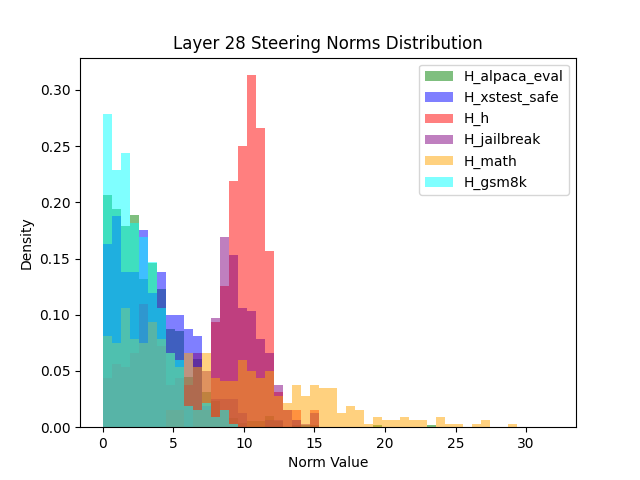 Layer 28 Steering Norms Distribution
H_alpaca_eval
H_xstest_safe
H_h
H_jailbreak
H_math
H_gsm8k
0.30
0.25
0.20
0.15
0.10
0.05
0.00
Density
0 5 10 15 20 25 30
Norm Value